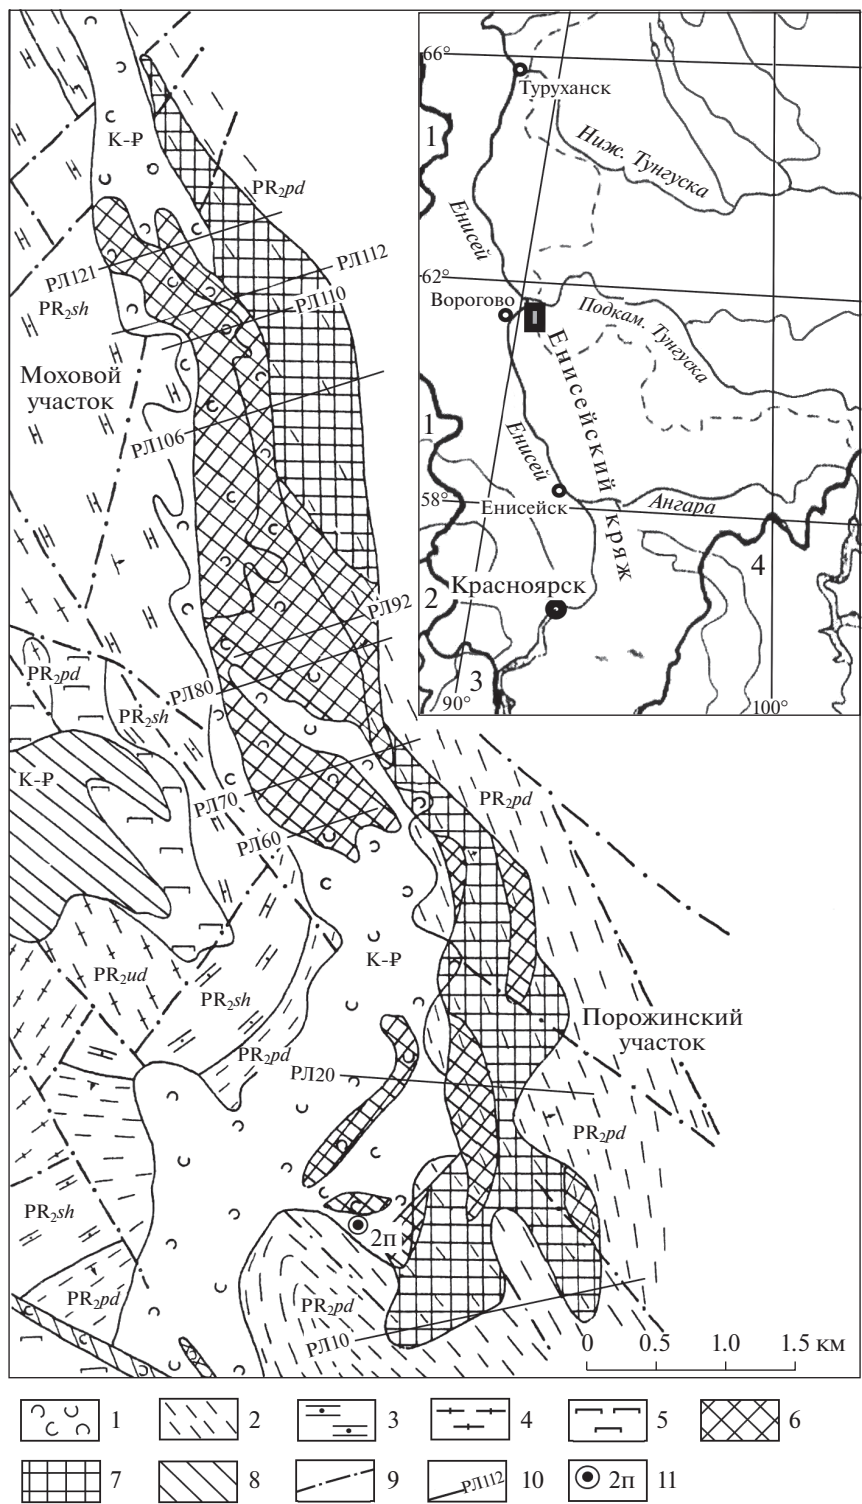 66°
Туруханск
1
К-₽
Ниж. Тунгуска
PR₂pd
Енисей
РЛ121
РЛ112
62°
РЛ110
PR₂sh
Ворогово
Подкам. Тунгуска
Моховой
участок
Енисейский кряж
1
РЛ106
Енисей
58°
Ангара
Енисейск
4
Красноярск
2
РЛ92
PR₂pd
РЛ80
3
90°
100°
PR₂sh
К-₽
РЛ70
PR₂pd
РЛ60
К-₽
PR₂ud
PR₂sh
Порожинский
участок
PR₂pd
РЛ20
PR₂pd
PR₂sh
2п
PR₂pd
PR₂pd
РЛ10
0 0.5 1.0 1.5 км
1 2 3 4 5 6
7 8 9 РЛ112 10 2п 11